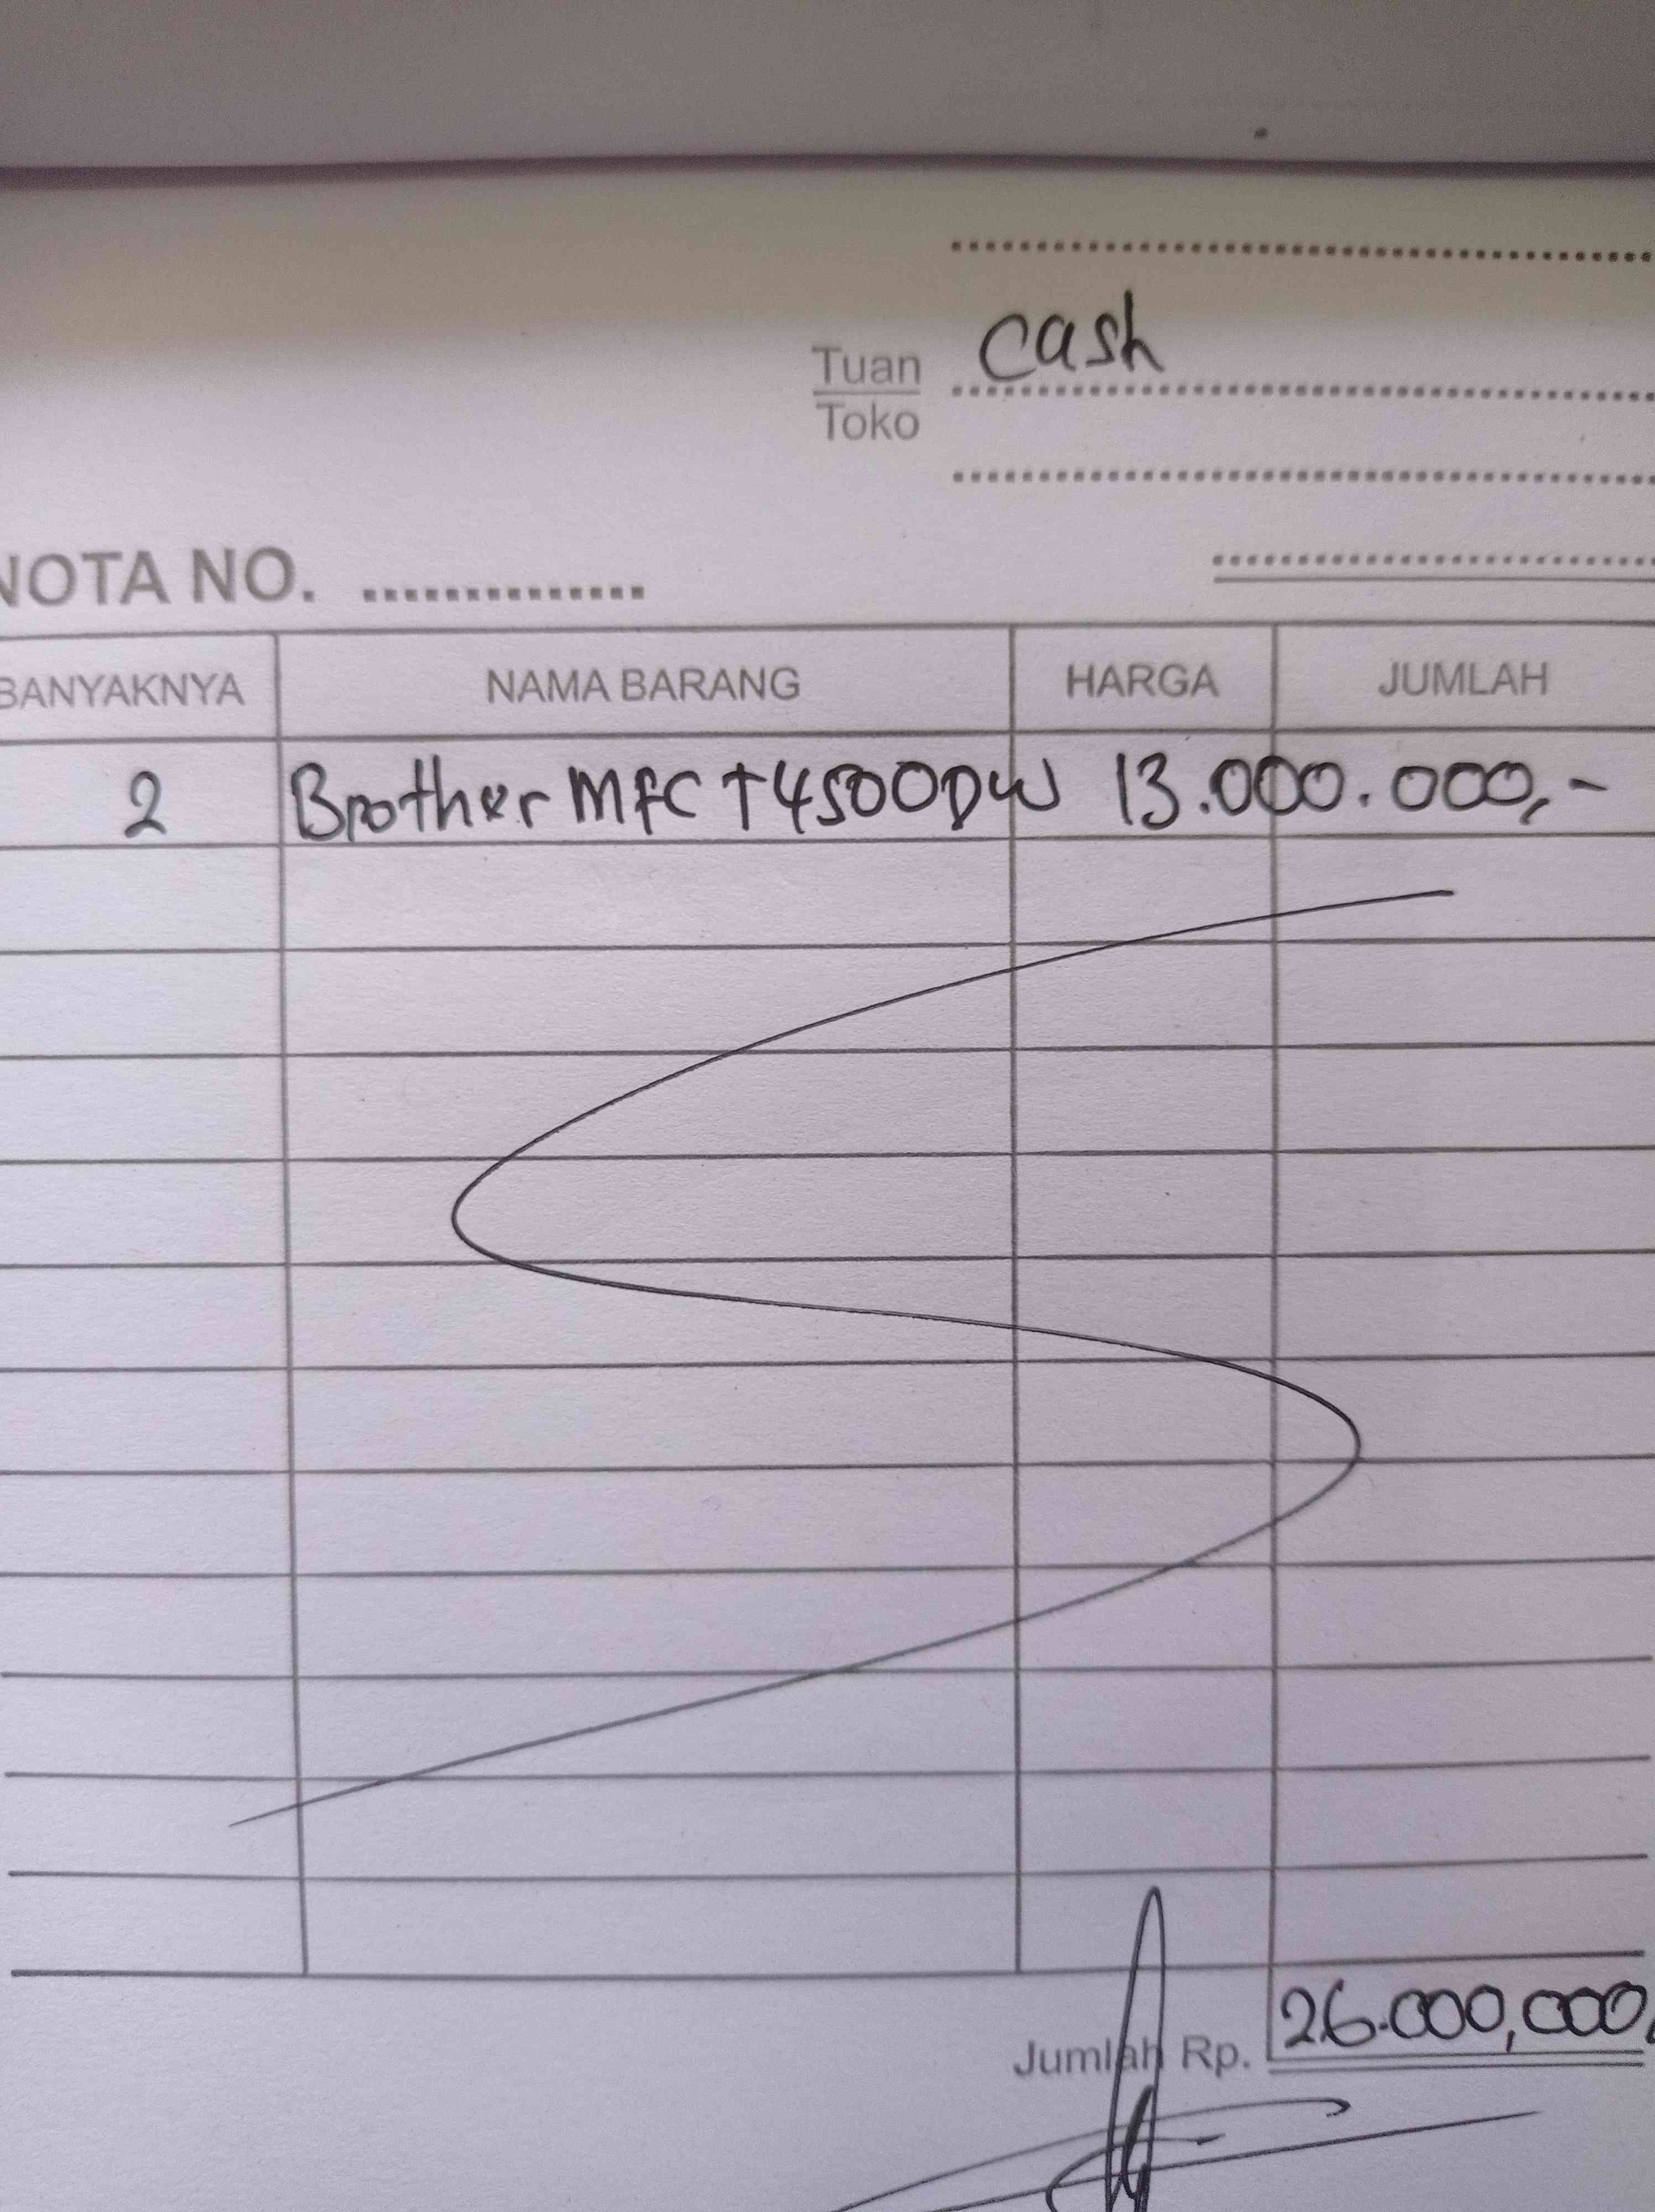 cash
Tuan
Toko
NOTA NO. ..............
BANYAKNYA NAMA BARANG HARGA JUMLAH
2 Brother MFC T4500DW 13.000.000,-
Jumlah Rp. 26.000,000,